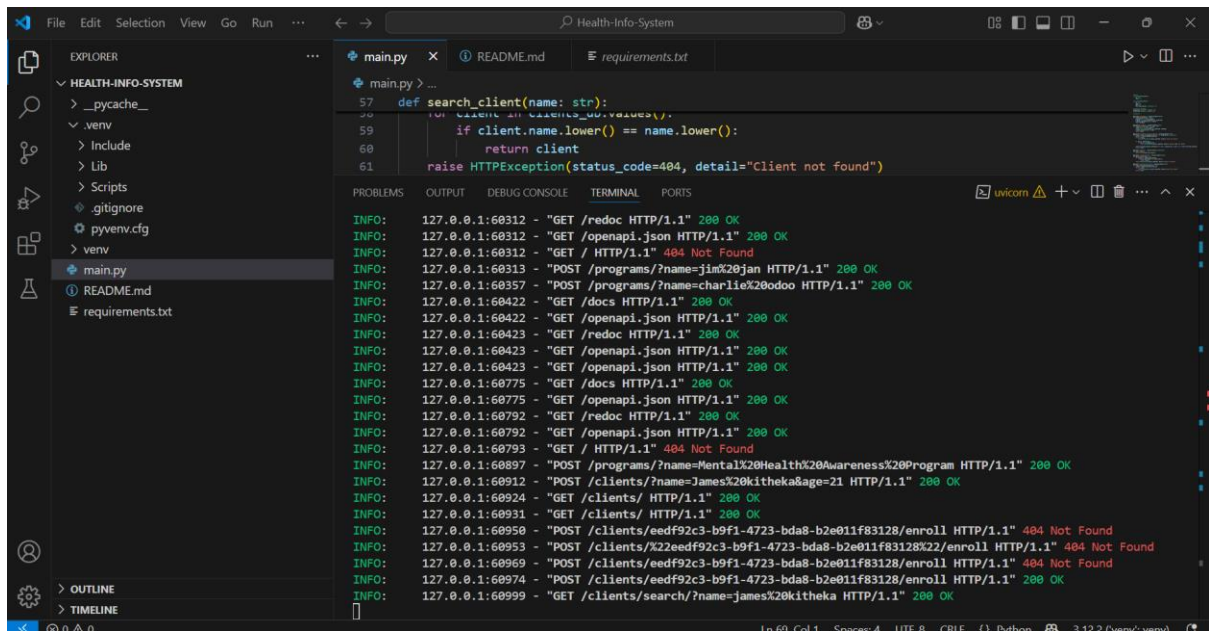 File Edit Selection View Go Run ... Health-Info-System
EXPLORER ...
HEALTH-INFO-SYSTEM
__pycache__
.venv
Include
Lib
Scripts
.gitignore
pyvenv.cfg
venv
main.py
README.md
requirements.txt
OUTLINE
TIMELINE
main.py README.md requirements.txt
main.py > ...
57 def search_client(name: str):
for client in clients_db.values():
59 if client.name.lower() == name.lower():
60 return client
61 raise HTTPException(status_code=404, detail="Client not found")
PROBLEMS OUTPUT DEBUG CONSOLE TERMINAL PORTS uvicorn
INFO: 127.0.0.1:60312 - "GET /redoc HTTP/1.1" 200 OK
INFO: 127.0.0.1:60312 - "GET /openapi.json HTTP/1.1" 200 OK
INFO: 127.0.0.1:60312 - "GET / HTTP/1.1" 404 Not Found
INFO: 127.0.0.1:60313 - "POST /programs/?name=jim%20jan HTTP/1.1" 200 OK
INFO: 127.0.0.1:60357 - "POST /programs/?name=charlie%20odoo HTTP/1.1" 200 OK
INFO: 127.0.0.1:60422 - "GET /docs HTTP/1.1" 200 OK
INFO: 127.0.0.1:60422 - "GET /openapi.json HTTP/1.1" 200 OK
INFO: 127.0.0.1:60423 - "GET /redoc HTTP/1.1" 200 OK
INFO: 127.0.0.1:60423 - "GET /openapi.json HTTP/1.1" 200 OK
INFO: 127.0.0.1:60423 - "GET /openapi.json HTTP/1.1" 200 OK
INFO: 127.0.0.1:60775 - "GET /docs HTTP/1.1" 200 OK
INFO: 127.0.0.1:60775 - "GET /openapi.json HTTP/1.1" 200 OK
INFO: 127.0.0.1:60792 - "GET /redoc HTTP/1.1" 200 OK
INFO: 127.0.0.1:60792 - "GET /openapi.json HTTP/1.1" 200 OK
INFO: 127.0.0.1:60793 - "GET / HTTP/1.1" 404 Not Found
INFO: 127.0.0.1:60897 - "POST /programs/?name=Mental%20Health%20Awareness%20Program HTTP/1.1" 200 OK
INFO: 127.0.0.1:60912 - "POST /clients/?name=James%20kitheka&age=21 HTTP/1.1" 200 OK
INFO: 127.0.0.1:60924 - "GET /clients/ HTTP/1.1" 200 OK
INFO: 127.0.0.1:60931 - "GET /clients/ HTTP/1.1" 200 OK
INFO: 127.0.0.1:60950 - "POST /clients/eedf92c3-b9f1-4723-bda8-b2e011f83128/enroll HTTP/1.1" 404 Not Found
INFO: 127.0.0.1:60953 - "POST /clients/%22eedf92c3-b9f1-4723-bda8-b2e011f83128%22/enroll HTTP/1.1" 404 Not Found
INFO: 127.0.0.1:60969 - "POST /clients/eedf92c3-b9f1-4723-bda8-b2e011f83128/enroll HTTP/1.1" 404 Not Found
INFO: 127.0.0.1:60974 - "POST /clients/eedf92c3-b9f1-4723-bda8-b2e011f83128/enroll HTTP/1.1" 200 OK
INFO: 127.0.0.1:60999 - "GET /clients/search/?name=james%20kitheka HTTP/1.1" 200 OK
0 0 Ln 69, Col 1 Spaces: 4 UTF-8 CRLF {} Python 3.12.2 ('venv': venv)